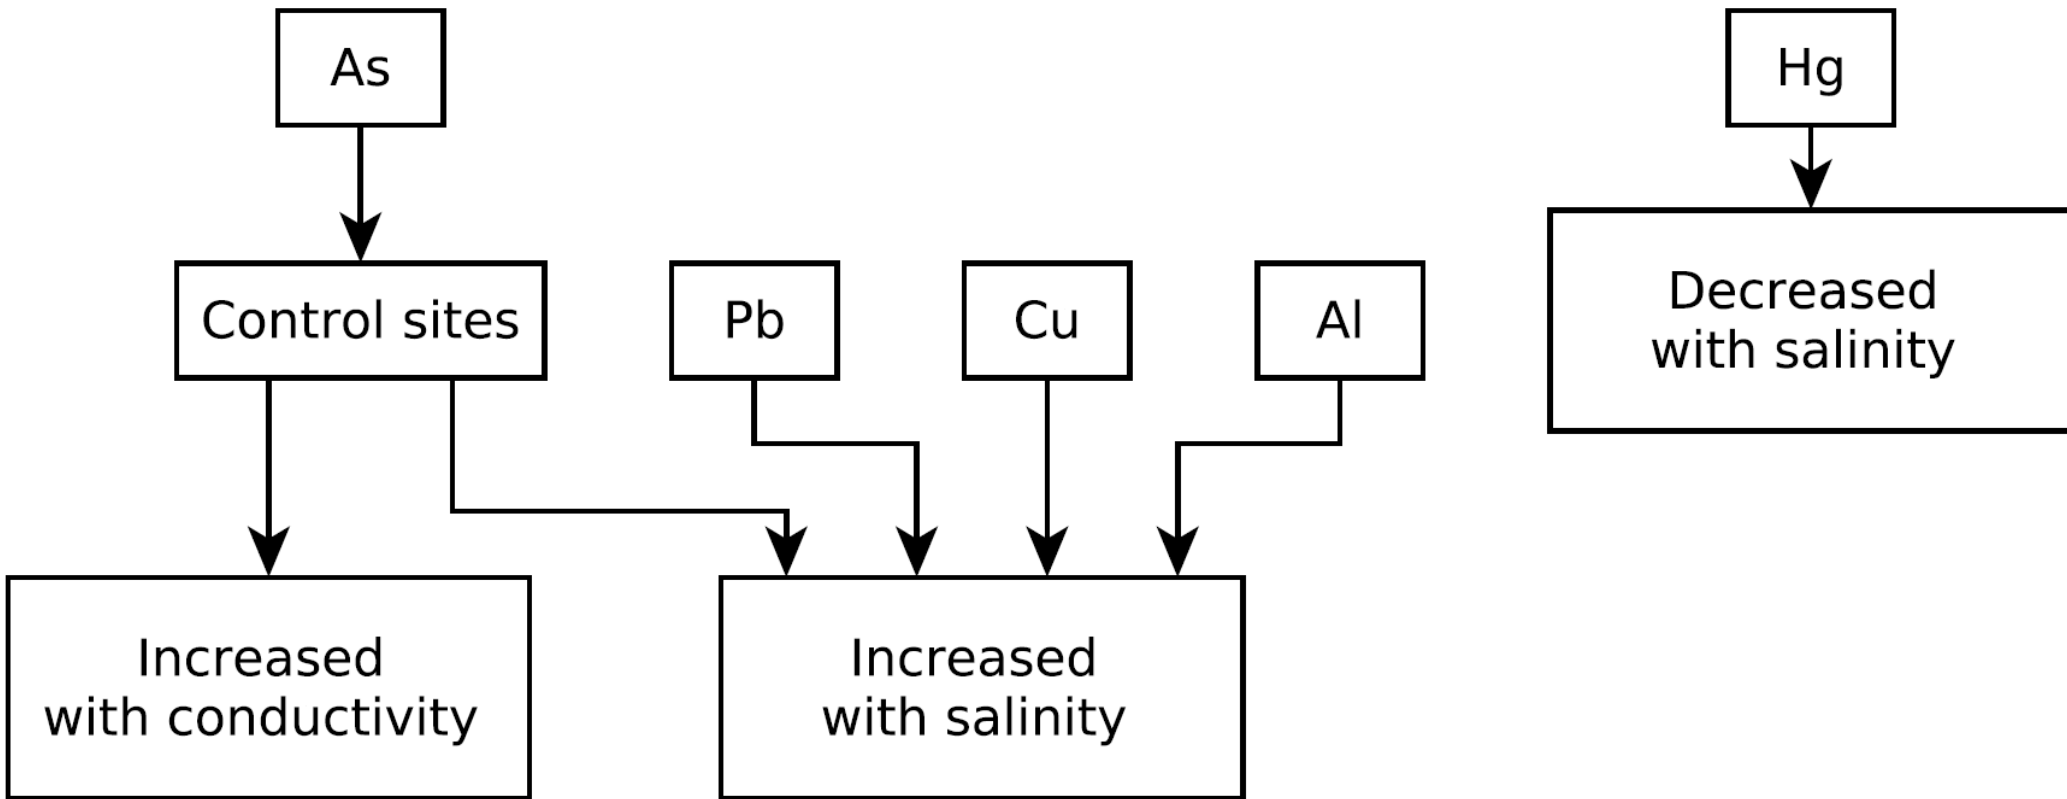 As
Hg
Control sites
Pb
Cu
Al
Decreased
with salinity
Increased
with conductivity
Increased
with salinity